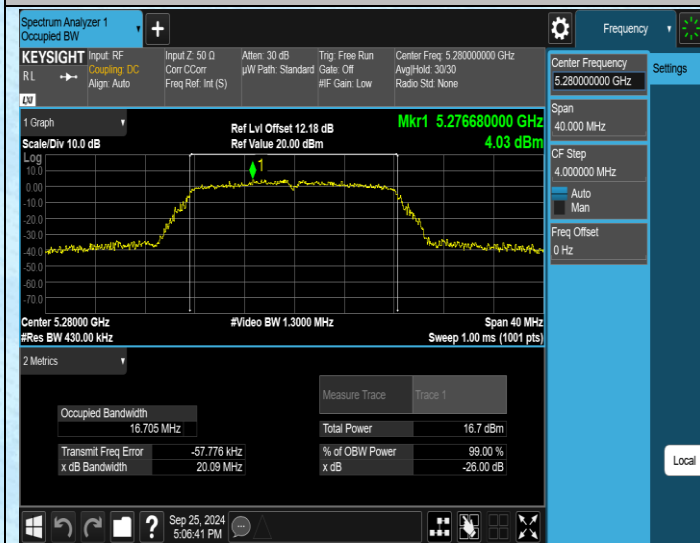 Spectrum Analyzer 1
Occupied BW
Frequency
KEYSIGHT
RL
LXI
Input: RF
Coupling: DC
Align: Auto
Input Z: 50 Ω
Corr CCorr
Freq Ref: Int (S)
Atten: 30 dB
µW Path: Standard
Trig: Free Run
Gate: Off
#IF Gain: Low
Center Freq: 5.280000000 GHz
Avg|Hold: 30/30
Radio Std: None
Center Frequency
5.280000000 GHz
Settings
Span
40.000 MHz
CF Step
4.000000 MHz
Auto
Man
Freq Offset
0 Hz
1 Graph
Scale/Div 10.0 dB
Ref Lvl Offset 12.18 dB
Ref Value 20.00 dBm
Mkr1 5.276680000 GHz
4.03 dBm
Log
10.0
0.00
-10.0
-20.0
-30.0
-40.0
-50.0
-60.0
-70.0
1
Center 5.28000 GHz
#Res BW 430.00 kHz
#Video BW 1.3000 MHz
Span 40 MHz
Sweep 1.00 ms (1001 pts)
2 Metrics
Measure Trace
Trace 1
Occupied Bandwidth
16.705 MHz
Total Power
16.7 dBm
Transmit Freq Error
-57.776 kHz
% of OBW Power
99.00 %
x dB Bandwidth
20.09 MHz
x dB
-26.00 dB
Local
?
Sep 25, 2024
5:06:41 PM